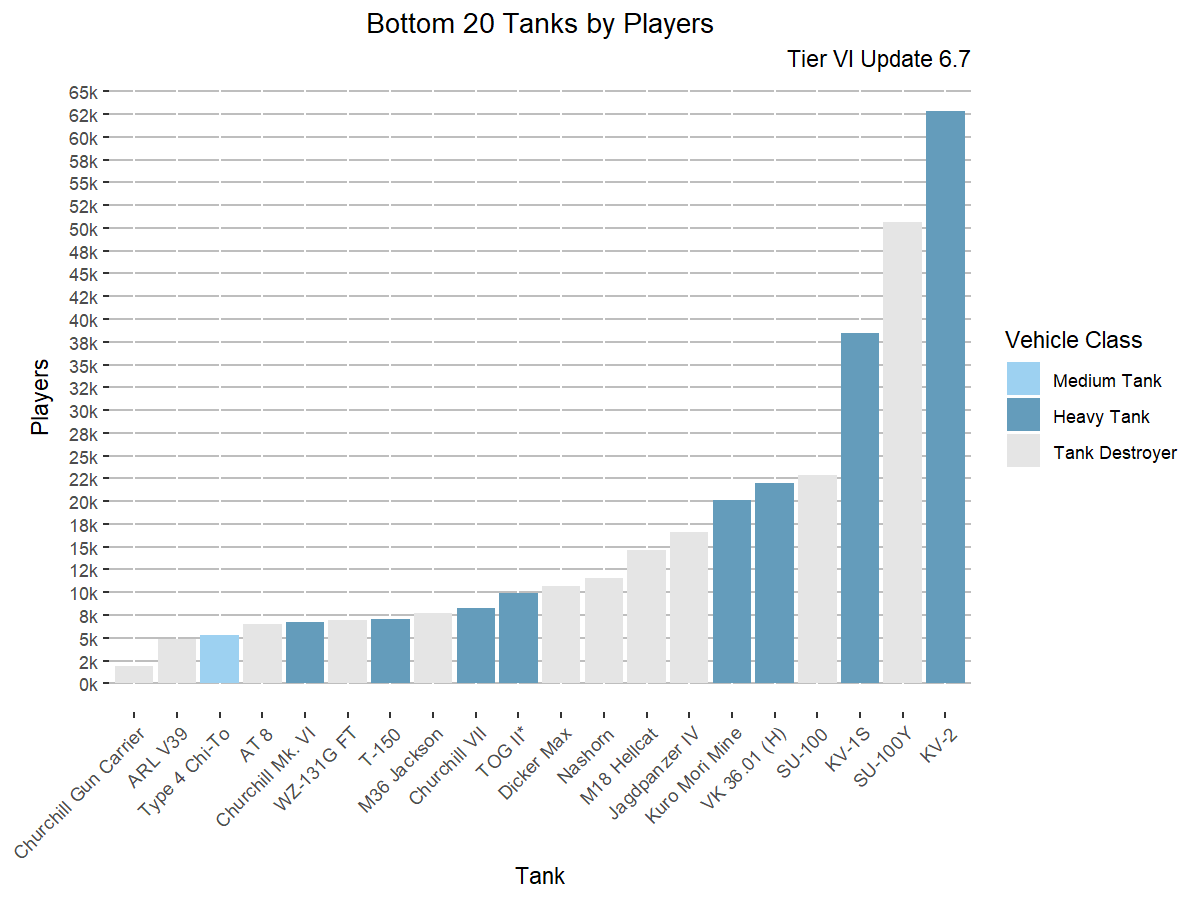 Bottom 20 Tanks by Players
Tier VI Update 6.7
65k
62k
60k
58k
55k
52k
50k
48k
45k
42k
40k
38k
35k
32k
30k
28k
25k
22k
20k
18k
15k
12k
10k
8k
5k
2k
0k
Players
Churchill Gun Carrier
ARL V39
Type 4 Chi-To
AT 8
Churchill Mk. VI
WZ-131G FT
T-150
M36 Jackson
Churchill VII
TOG II*
Dicker Max
Nashorn
M18 Hellcat
Jagdpanzer IV
Kuro Mori Mine
VK 36.01 (H)
SU-100
KV-1S
SU-100Y
KV-2
Tank
Vehicle Class
Medium Tank
Heavy Tank
Tank Destroyer